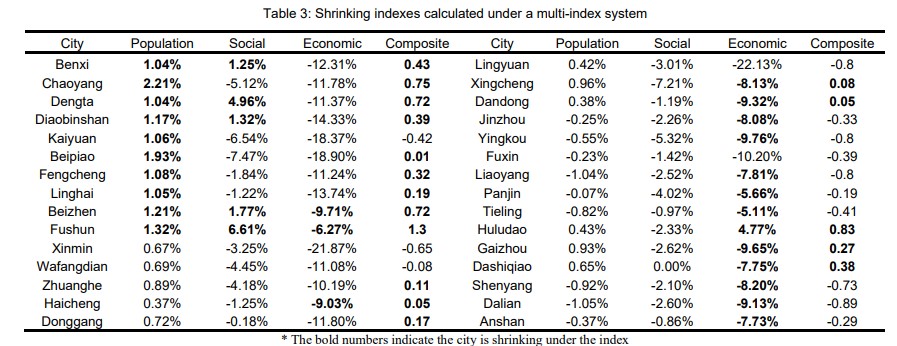 Table 3: Shrinking indexes calculated under a multi-index system
City Population Social Economic Composite City Population Social Economic Composite
Benxi 1.04% 1.25% -12.31% 0.43 Lingyuan 0.42% -3.01% -22.13% -0.8
Chaoyang 2.21% -5.12% -11.78% 0.75 Xingcheng 0.96% -7.21% -8.13% 0.08
Dengta 1.04% 4.96% -11.37% 0.72 Dandong 0.38% -1.19% -9.32% 0.05
Diaobinshan 1.17% 1.32% -14.33% 0.39 Jinzhou -0.25% -2.26% -8.08% -0.33
Kaiyuan 1.06% -6.54% -18.37% -0.42 Yingkou -0.55% -5.32% -9.76% -0.8
Beipiao 1.93% -7.47% -18.90% 0.01 Fuxin -0.23% -1.42% -10.20% -0.39
Fengcheng 1.08% -1.84% -11.24% 0.32 Liaoyang -1.04% -2.52% -7.81% -0.8
Linghai 1.05% -1.22% -13.74% 0.19 Panjin -0.07% -4.02% -5.66% -0.19
Beizhen 1.21% 1.77% -9.71% 0.72 Tieling -0.82% -0.97% -5.11% -0.41
Fushun 1.32% 6.61% -6.27% 1.3 Huludao 0.43% -2.33% 4.77% 0.83
Xinmin 0.67% -3.25% -21.87% -0.65 Gaizhou 0.93% -2.62% -9.65% 0.27
Wafangdian 0.69% -4.45% -11.08% -0.08 Dashiqiao 0.65% 0.00% -7.75% 0.38
Zhuanghe 0.89% -4.18% -10.19% 0.11 Shenyang -0.92% -2.10% -8.20% -0.73
Haicheng 0.37% -1.25% -9.03% 0.05 Dalian -1.05% -2.60% -9.13% -0.89
Donggang 0.72% -0.18% -11.80% 0.17 Anshan -0.37% -0.86% -7.73% -0.29
* The bold numbers indicate the city is shrinking under the index